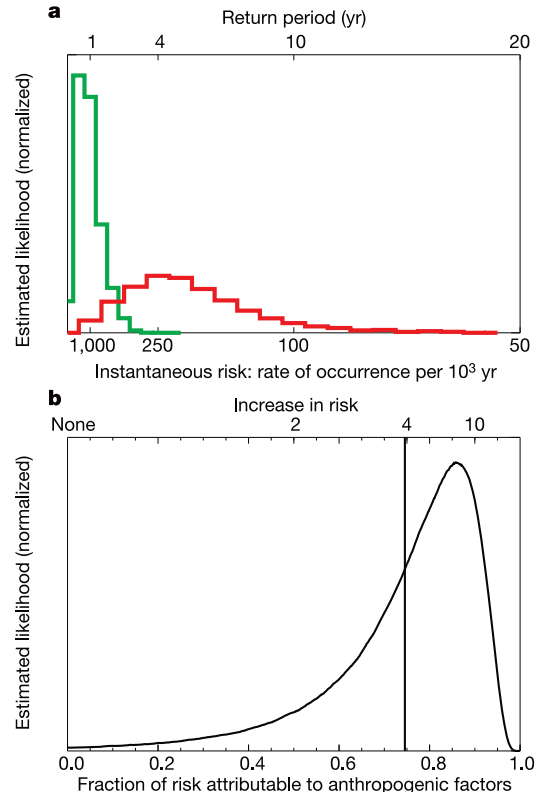 a
Return period (yr)
1 4 10 20
Estimated likelihood (normalized)
1,000 250 100 50
Instantaneous risk: rate of occurrence per 10³ yr
b
Increase in risk
None 2 4 10
Estimated likelihood (normalized)
0.0 0.2 0.4 0.6 0.8 1.0
Fraction of risk attributable to anthropogenic factors